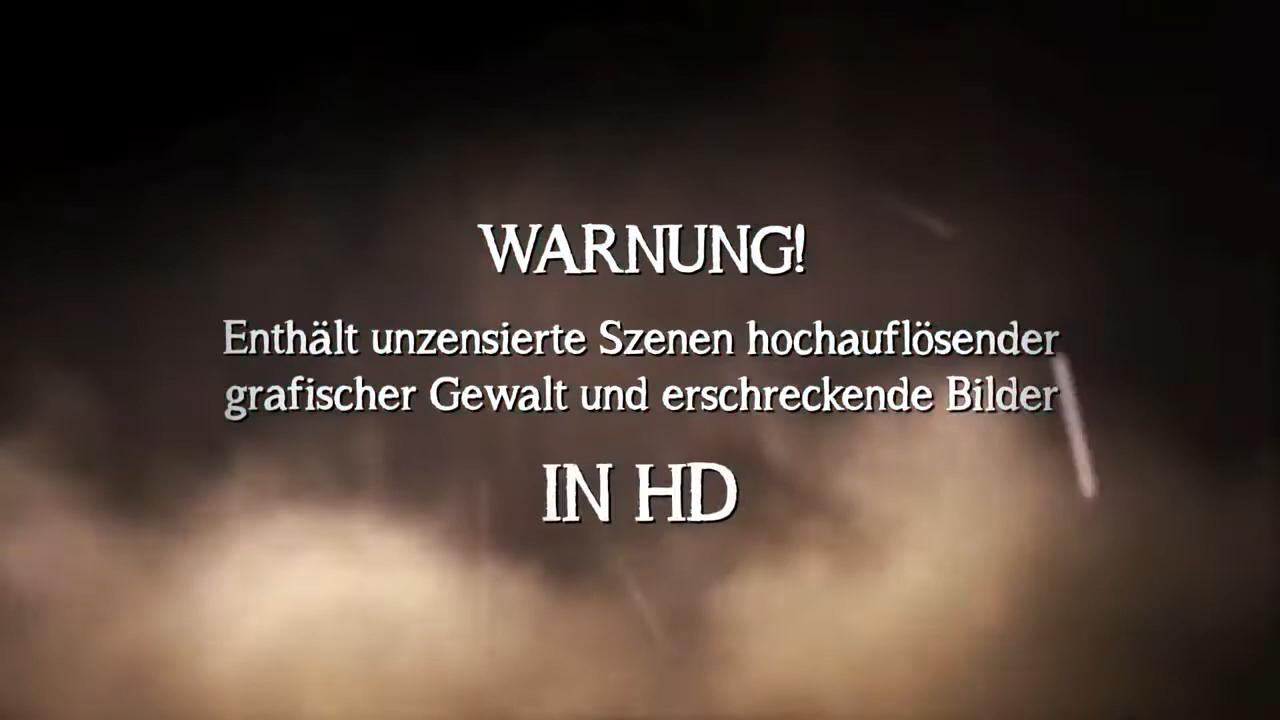 WARNUNG!
Enthält unzensierte Szenen hochauflösender
grafischer Gewalt und erschreckende Bilder
IN HD